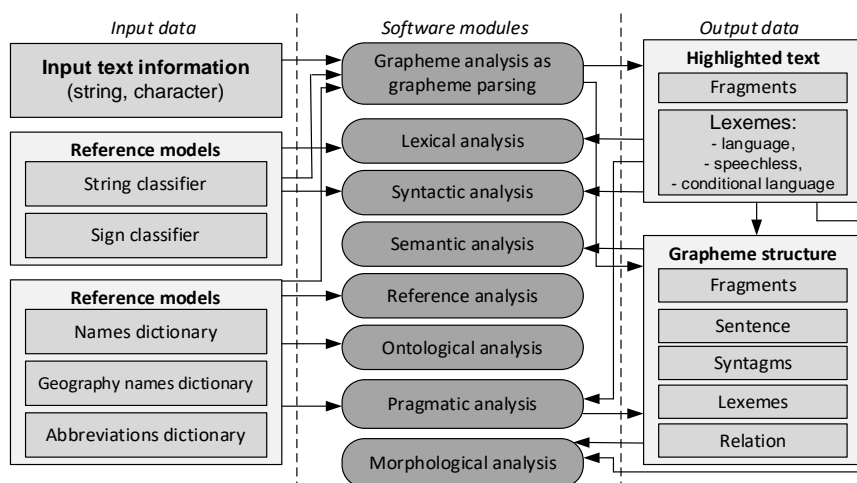 Input data
Software modules
Output data
Input text information
(string, character)
Reference models
String classifier
Sign classifier
Reference models
Names dictionary
Geography names dictionary
Abbreviations dictionary
Grapheme analysis as
grapheme parsing
Lexical analysis
Syntactic analysis
Semantic analysis
Reference analysis
Ontological analysis
Pragmatic analysis
Morphological analysis
Highlighted text
Fragments
Lexemes:
- language,
- speechless,
- conditional language
Grapheme structure
Fragments
Sentence
Syntagms
Lexemes
Relation